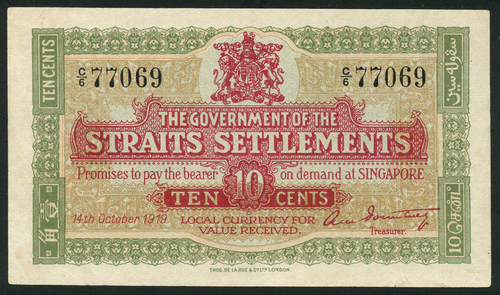 C/6 77069
C/6 77069
TEN CENTS
THE GOVERNMENT OF THE
STRAITS SETTLEMENTS
Promises to pay the bearer on demand at SINGAPORE
10
TEN CENTS
14th October 1919.
LOCAL CURRENCY FOR
VALUE RECEIVED.
Treasurer.
سڤوله سين
THOS. DE LA RUE & CO. LTD. LONDON.